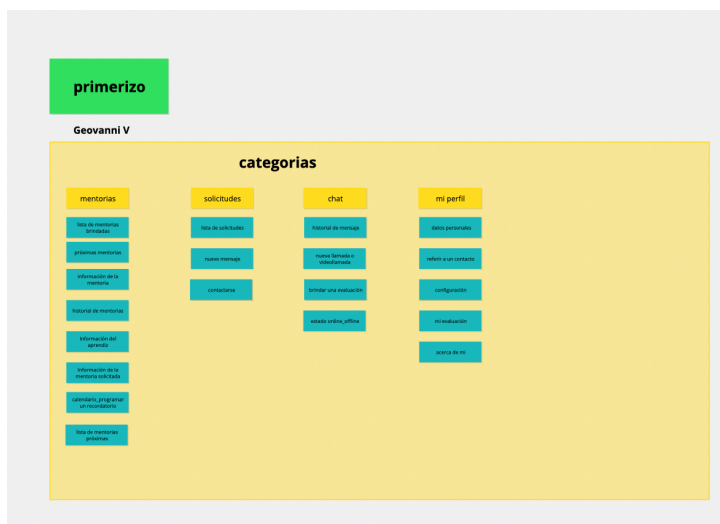 primerizo
Geovanni V
categorias
mentorias
lista de mentorias
brindadas
próximas mentorias
información de la
mentoria
historial de mentorias
información del
aprendiz
información de la
mentoria solicitada
calendario_programar
un recordatorio
lista de mentorias
próximas
solicitudes
lista de solicitudes
nuevo mensaje
contactarse
chat
historial de mensaje
nueva llamada o
videollamada
brindar una evaluación
estado online_offline
mi perfil
datos personales
referir a un contacto
configuración
mi evaluación
acerca de mi